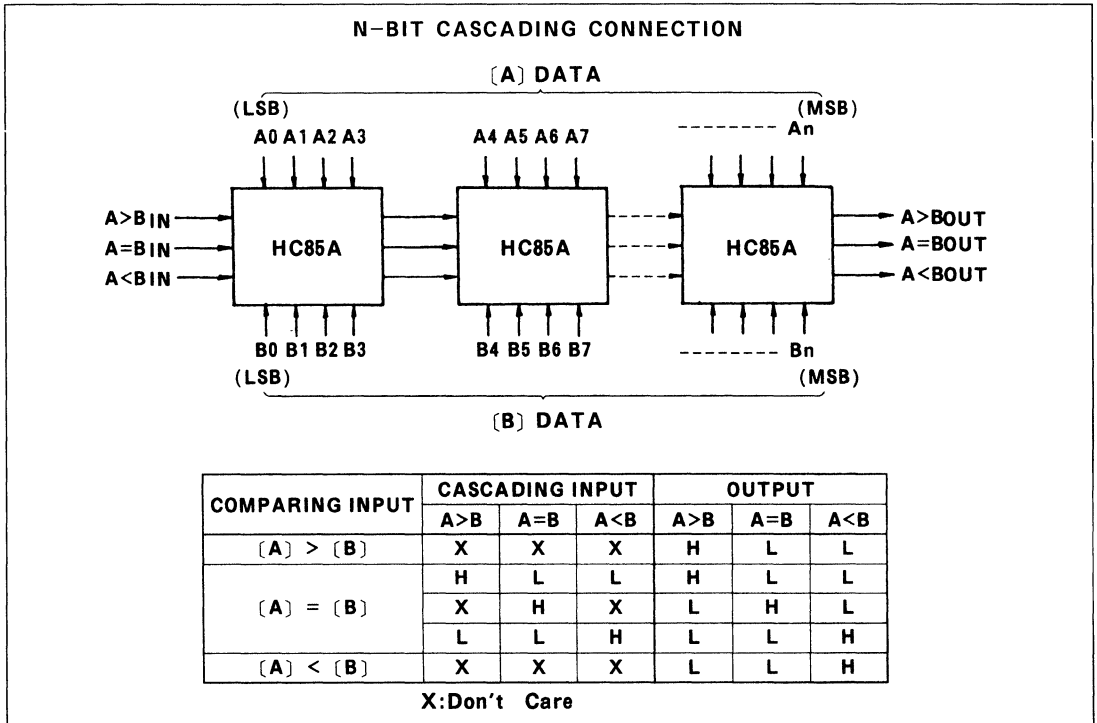 N-BIT CASCADING CONNECTION
〔A〕 DATA
(LSB) (MSB)
A0 A1 A2 A3 A4 A5 A6 A7 An
A>BIN A>BOUT
A=BIN HC85A HC85A HC85A A=BOUT
A<BIN A<BOUT
B0 B1 B2 B3 B4 B5 B6 B7 Bn
(LSB) (MSB)
〔B〕 DATA
COMPARING INPUT CASCADING INPUT OUTPUT
A>B A=B A<B A>B A=B A<B
〔A〕 > 〔B〕 X X X H L L
H L L H L L
〔A〕 = 〔B〕 X H X L H L
L L H L L H
〔A〕 < 〔B〕 X X X L L H
X:Don't Care